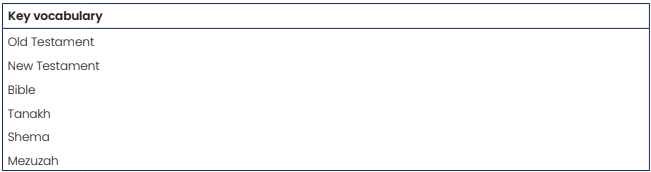 Key vocabulary
Old Testament
New Testament
Bible
Tanakh
Shema
Mezuzah